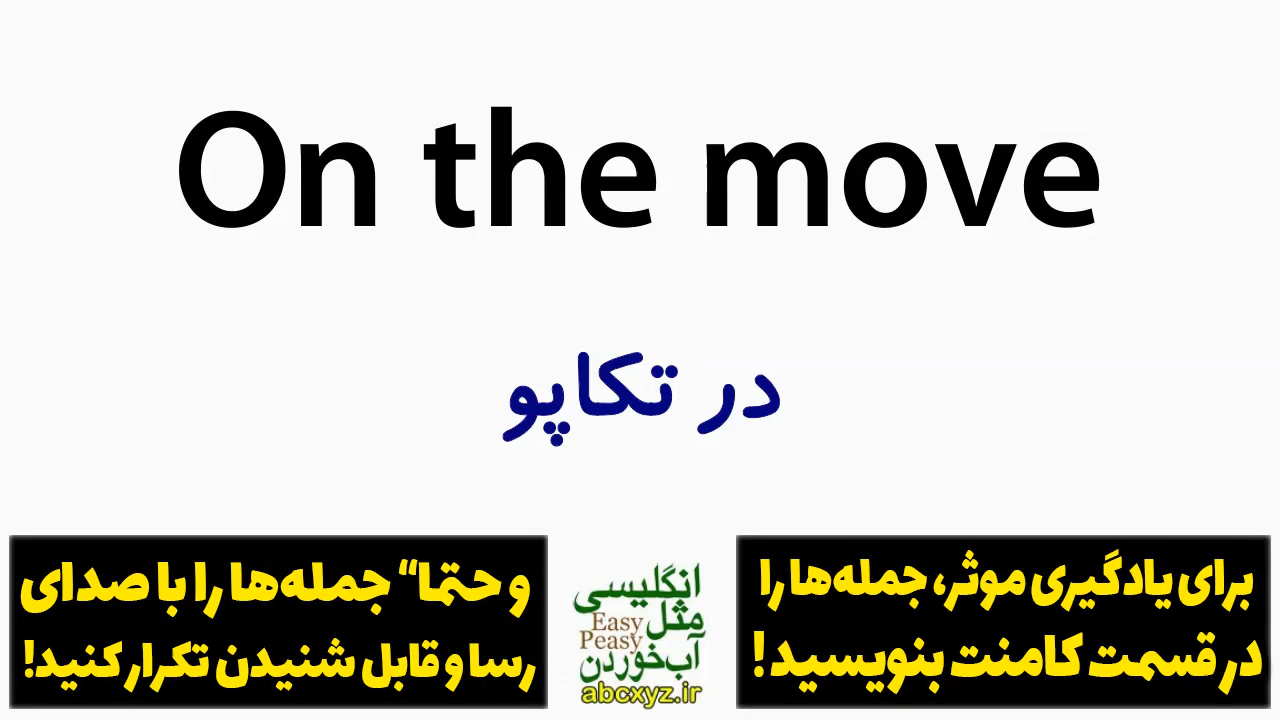 On the move
در تکاپو
برای یادگیری موثر، جمله‌ها را
در قسمت کامنت بنویسید!
انگلیسی
مثل
Easy
Peasy
آب خوردن
abcxyz.ir
و حتما“ جمله‌ها را با صدای
رسا و قابل شنیدن تکرار کنید!